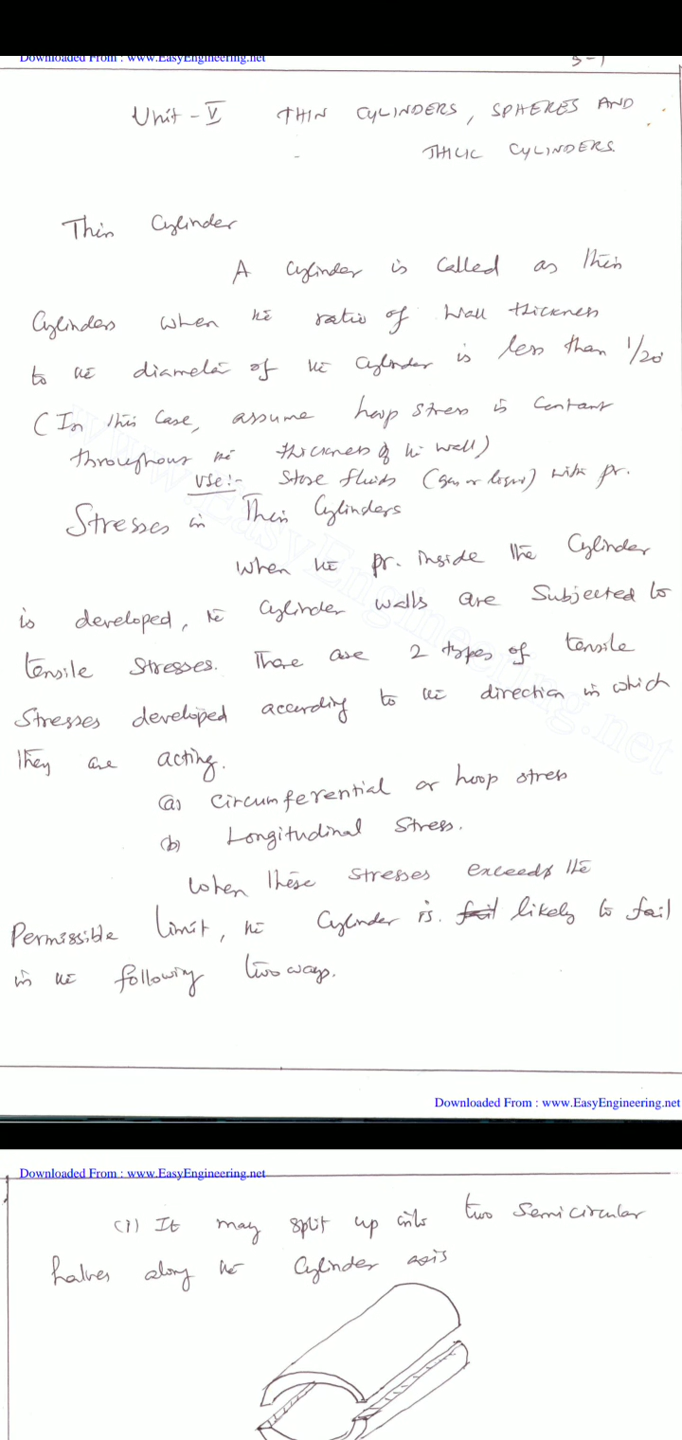 Downloaded From : www.EasyEngineering.net
5-1
Unit - V THIN CYLINDERS, SPHERES AND
THICK CYLINDERS.
Thin Cylinder
A cylinder is called as thin
Cylinders when the ratio of wall thickness
to the diameter of the cylinder is less than 1/20.
(In this case, assume hoop stress is constant
throughout the thickness of the wall)
Use:- Store fluids (gas or liquid) with pr.
Stresses in Thin Cylinders
When the pr. inside the Cylinder
is developed, the cylinder walls are subjected to
tensile stresses. There are 2 types of tensile
stresses developed according to the direction in which
they are acting.
(a) Circumferential or hoop stress
(b) Longitudinal stress.
When these stresses exceeds the
Permissible limit, the Cylinder is. fail likely to fail
in the following two ways.
Downloaded From : www.EasyEngineering.net
Downloaded From : www.EasyEngineering.net
(i) It may split up into two semicircular
halves along the Cylinder axis
www.EasyEngineering.net